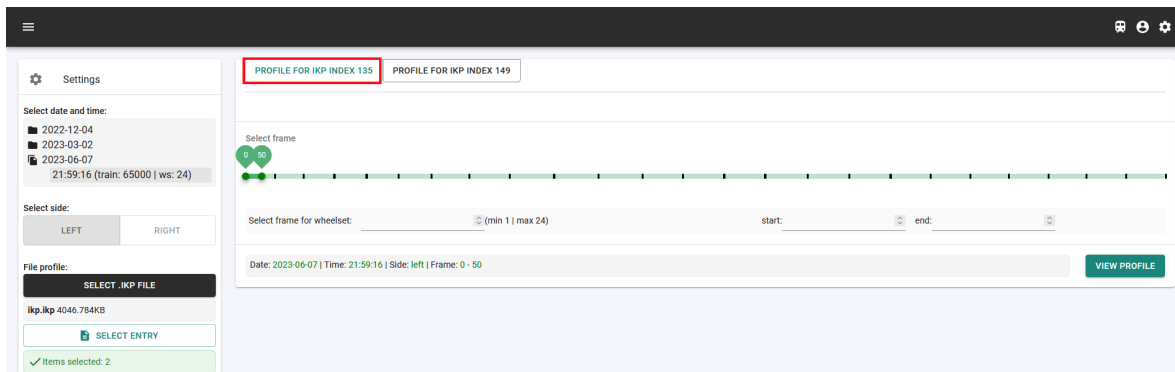 Settings
Select date and time:
2022-12-04
2023-03-02
2023-06-07
21:59:16 (train: 65000 | ws: 24)
Select side:
LEFT RIGHT
File profile:
SELECT .IKP FILE
ikp.ikp 4046.784KB
SELECT ENTRY
Items selected: 2
PROFILE FOR IKP INDEX 135 PROFILE FOR IKP INDEX 149
Select frame
0 50
Select frame for wheelset: (min 1 | max 24) start: end:
Date: 2023-06-07 | Time: 21:59:16 | Side: left | Frame: 0 - 50
VIEW PROFILE